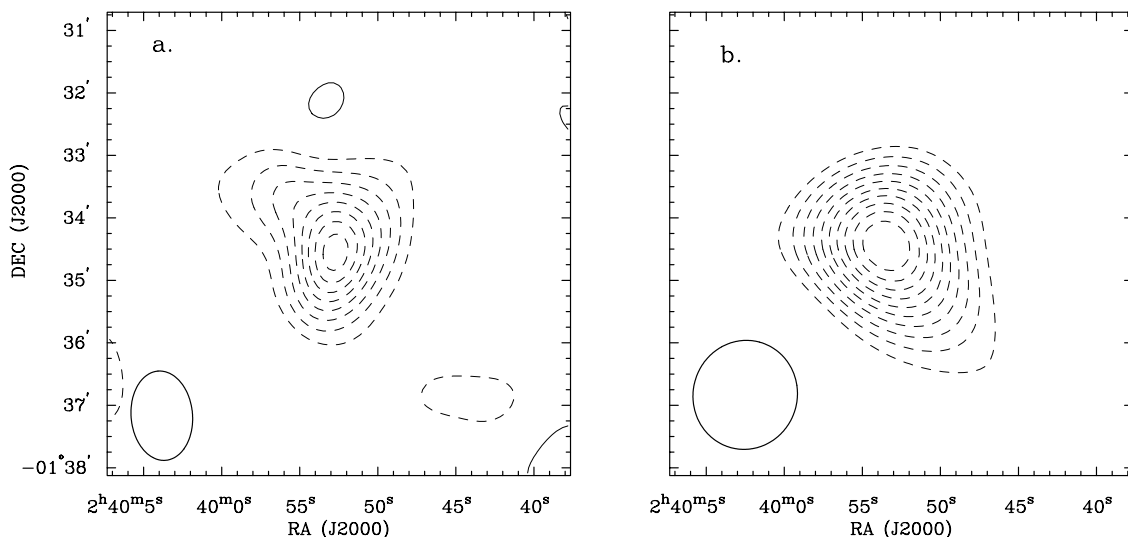 a.
b.
31′
32′
33′
34′
35′
36′
37′
−01°38′
DEC (J2000)
2ʰ40ᵐ5ˢ 40ᵐ0ˢ 55ˢ 50ˢ 45ˢ 40ˢ
RA (J2000)
2ʰ40ᵐ5ˢ 40ᵐ0ˢ 55ˢ 50ˢ 45ˢ 40ˢ
RA (J2000)